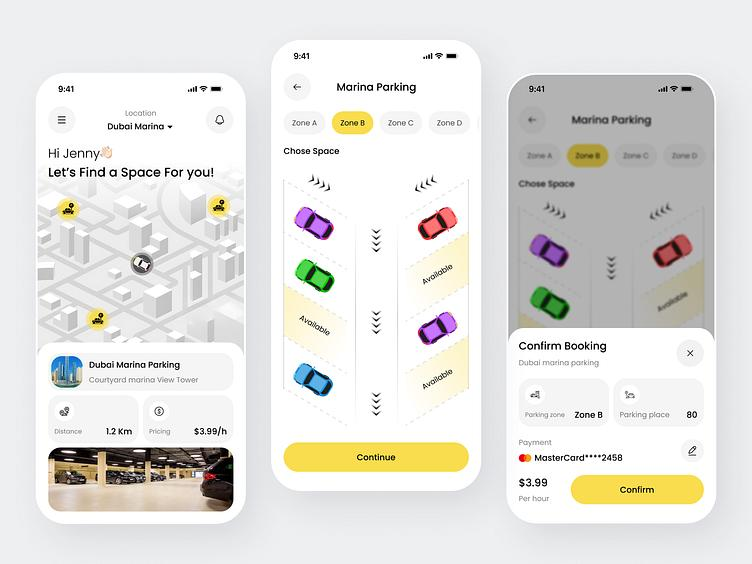 9:41
Location
Dubai Marina
Hi Jenny👋🏻
Let's Find a Space For you!
Dubai Marina Parking
Courtyard marina View Tower
Distance
1.2 Km
Pricing
$3.99/h
9:41
Marina Parking
Zone A
Zone B
Zone C
Zone D
Chose Space
Available
Available
Available
Continue
9:41
Marina Parking
Zone A
Zone B
Zone C
Zone D
Chose Space
Available
Confirm Booking
Dubai marina parking
Parking zone
Zone B
Parking place
80
Payment
MasterCard****2458
$3.99
Per hour
Confirm